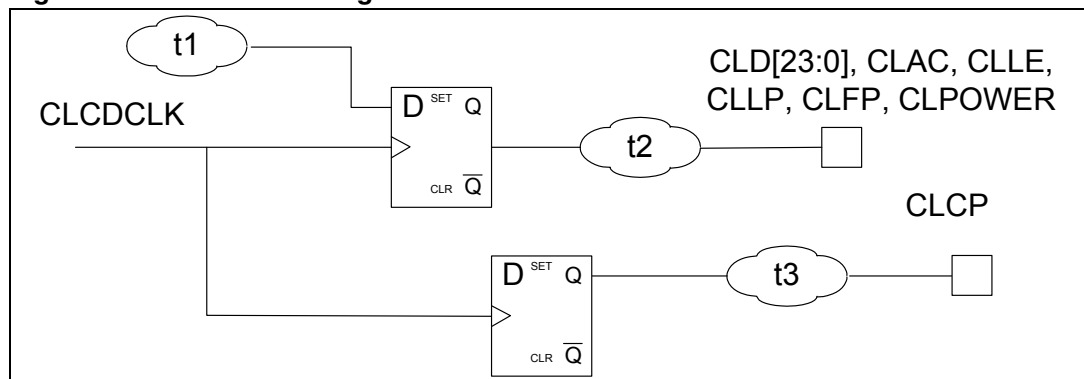 t1
CLD[23:0], CLAC, CLLE,
CLLP, CLFP, CLPOWER
CLCDCLK
D SET Q
t2
CLR Q
CLCP
D SET Q
t3
CLR Q